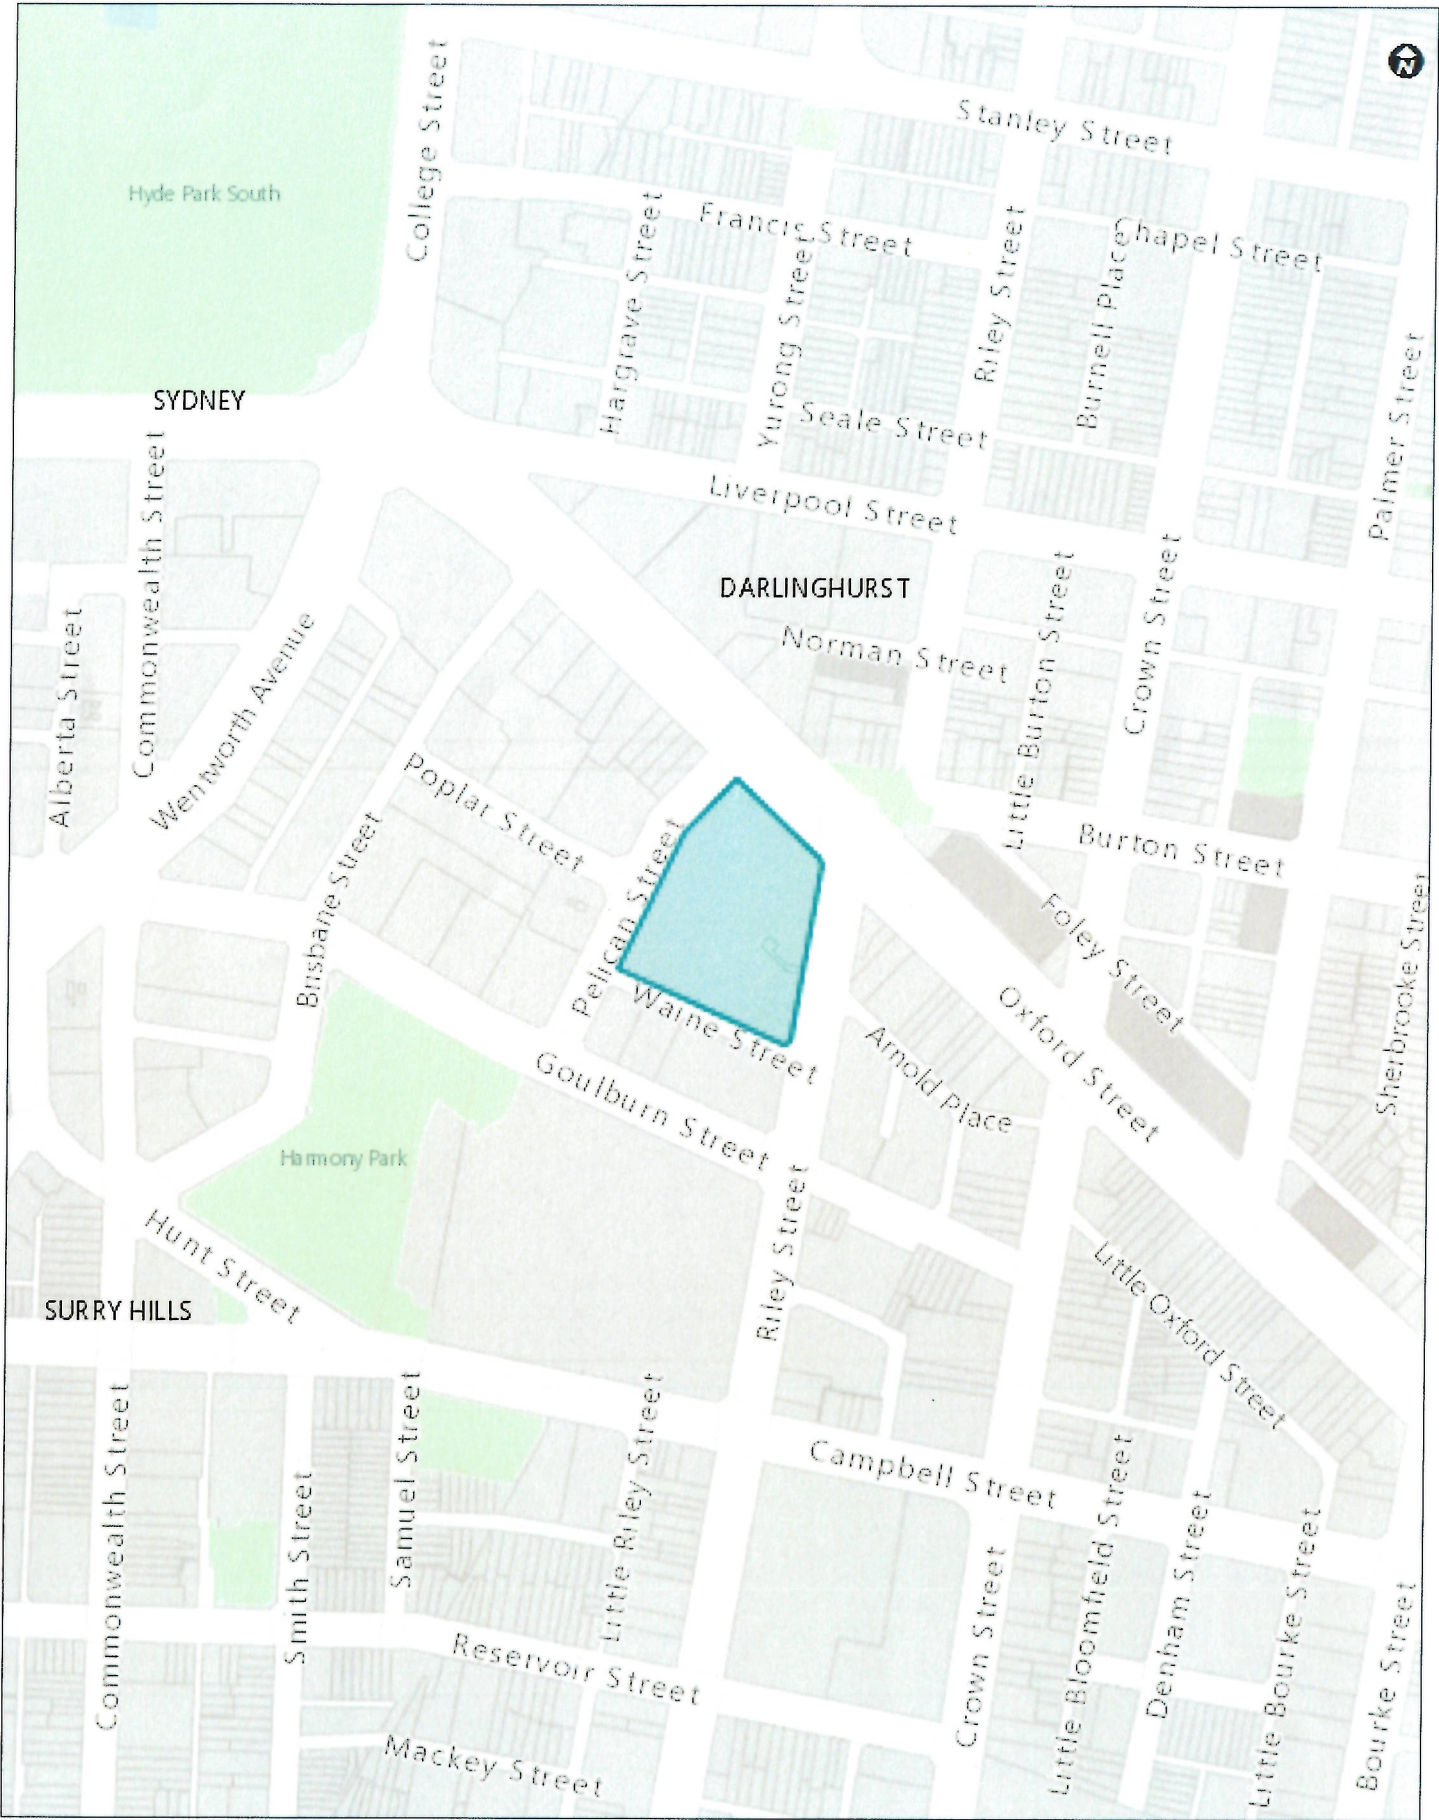 N
Stanley Street
College Street
Hyde Park South
Francis Street
Chapel Street
Hargrave Street
Yurong Street
Riley Street
Burnell Place
Palmer Street
SYDNEY
Seale Street
Liverpool Street
Commonwealth Street
DARLINGHURST
Norman Street
Little Burton Street
Crown Street
Alberta Street
Wentworth Avenue
Poplar Street
Brisbane Street
Pelican Street
Burton Street
Foley Street
Sherbrooke Street
Waine Street
Oxford Street
Arnold Place
Goulburn Street
Harmony Park
Hunt Street
Riley Street
Little Oxford Street
SURRY HILLS
Commonwealth Street
Smith Street
Samuel Street
Little Riley Street
Campbell Street
Crown Street
Little Bloomfield Street
Denham Street
Little Bourke Street
Bourke Street
Reservoir Street
Mackey Street